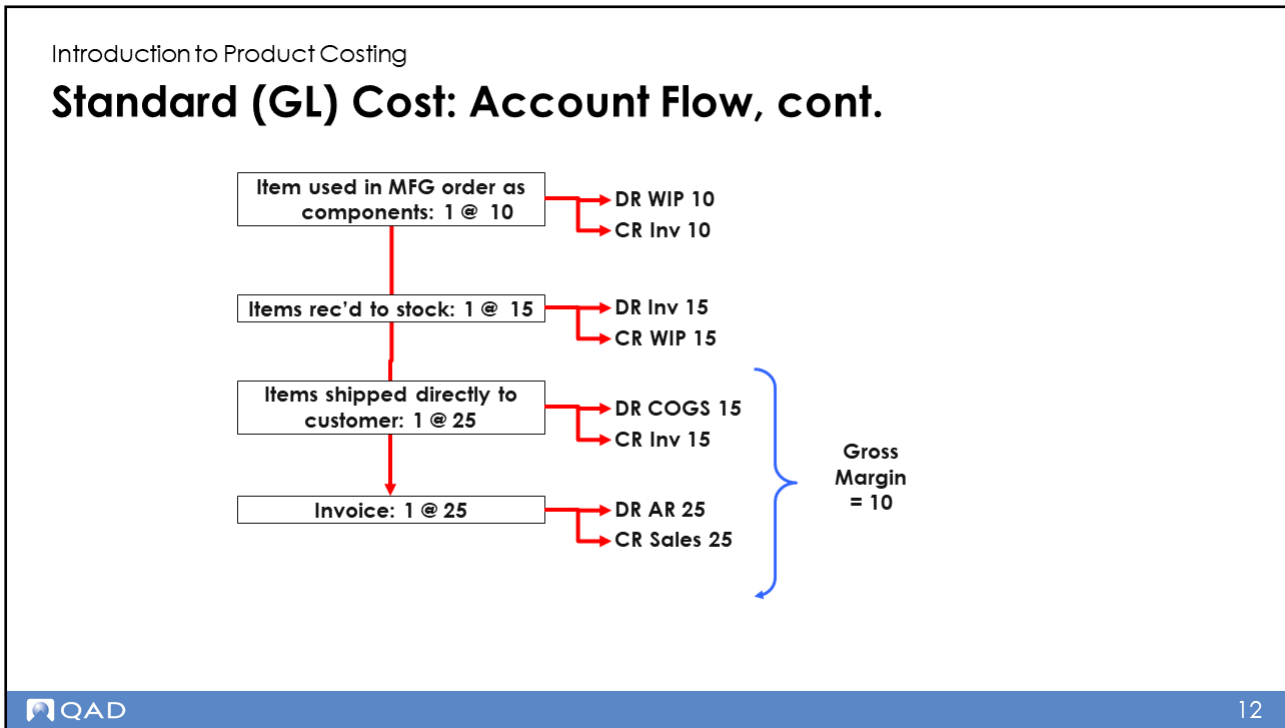 Introduction to Product Costing
Standard (GL) Cost: Account Flow, cont.
Item used in MFG order as
components: 1 @ 10
DR WIP 10
CR Inv 10
Items rec'd to stock: 1 @ 15
DR Inv 15
CR WIP 15
Items shipped directly to
customer: 1 @ 25
DR COGS 15
CR Inv 15
Gross
Margin
= 10
Invoice: 1 @ 25
DR AR 25
CR Sales 25
QAD
12